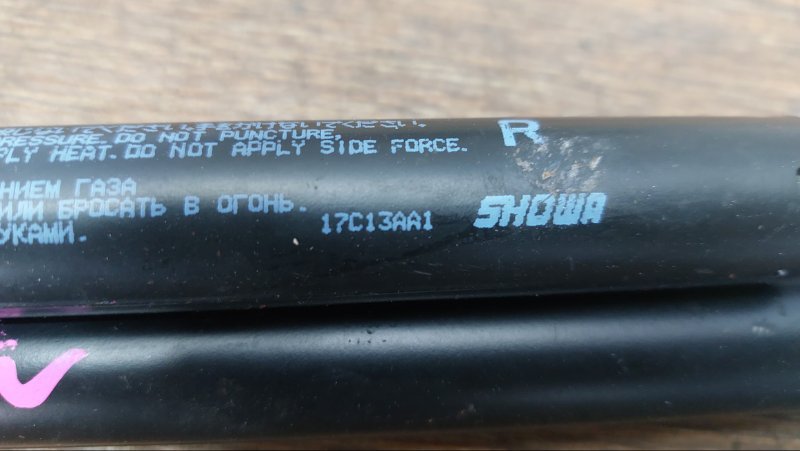 PRESSURE. DO NOT PUNCTURE,
PLY HEAT. DO NOT APPLY SIDE FORCE.
R
НИЕМ ГАЗА
ИЛИ БРОСАТЬ В ОГОНЬ.
УКАМИ.
17C13AA1
SHOWA